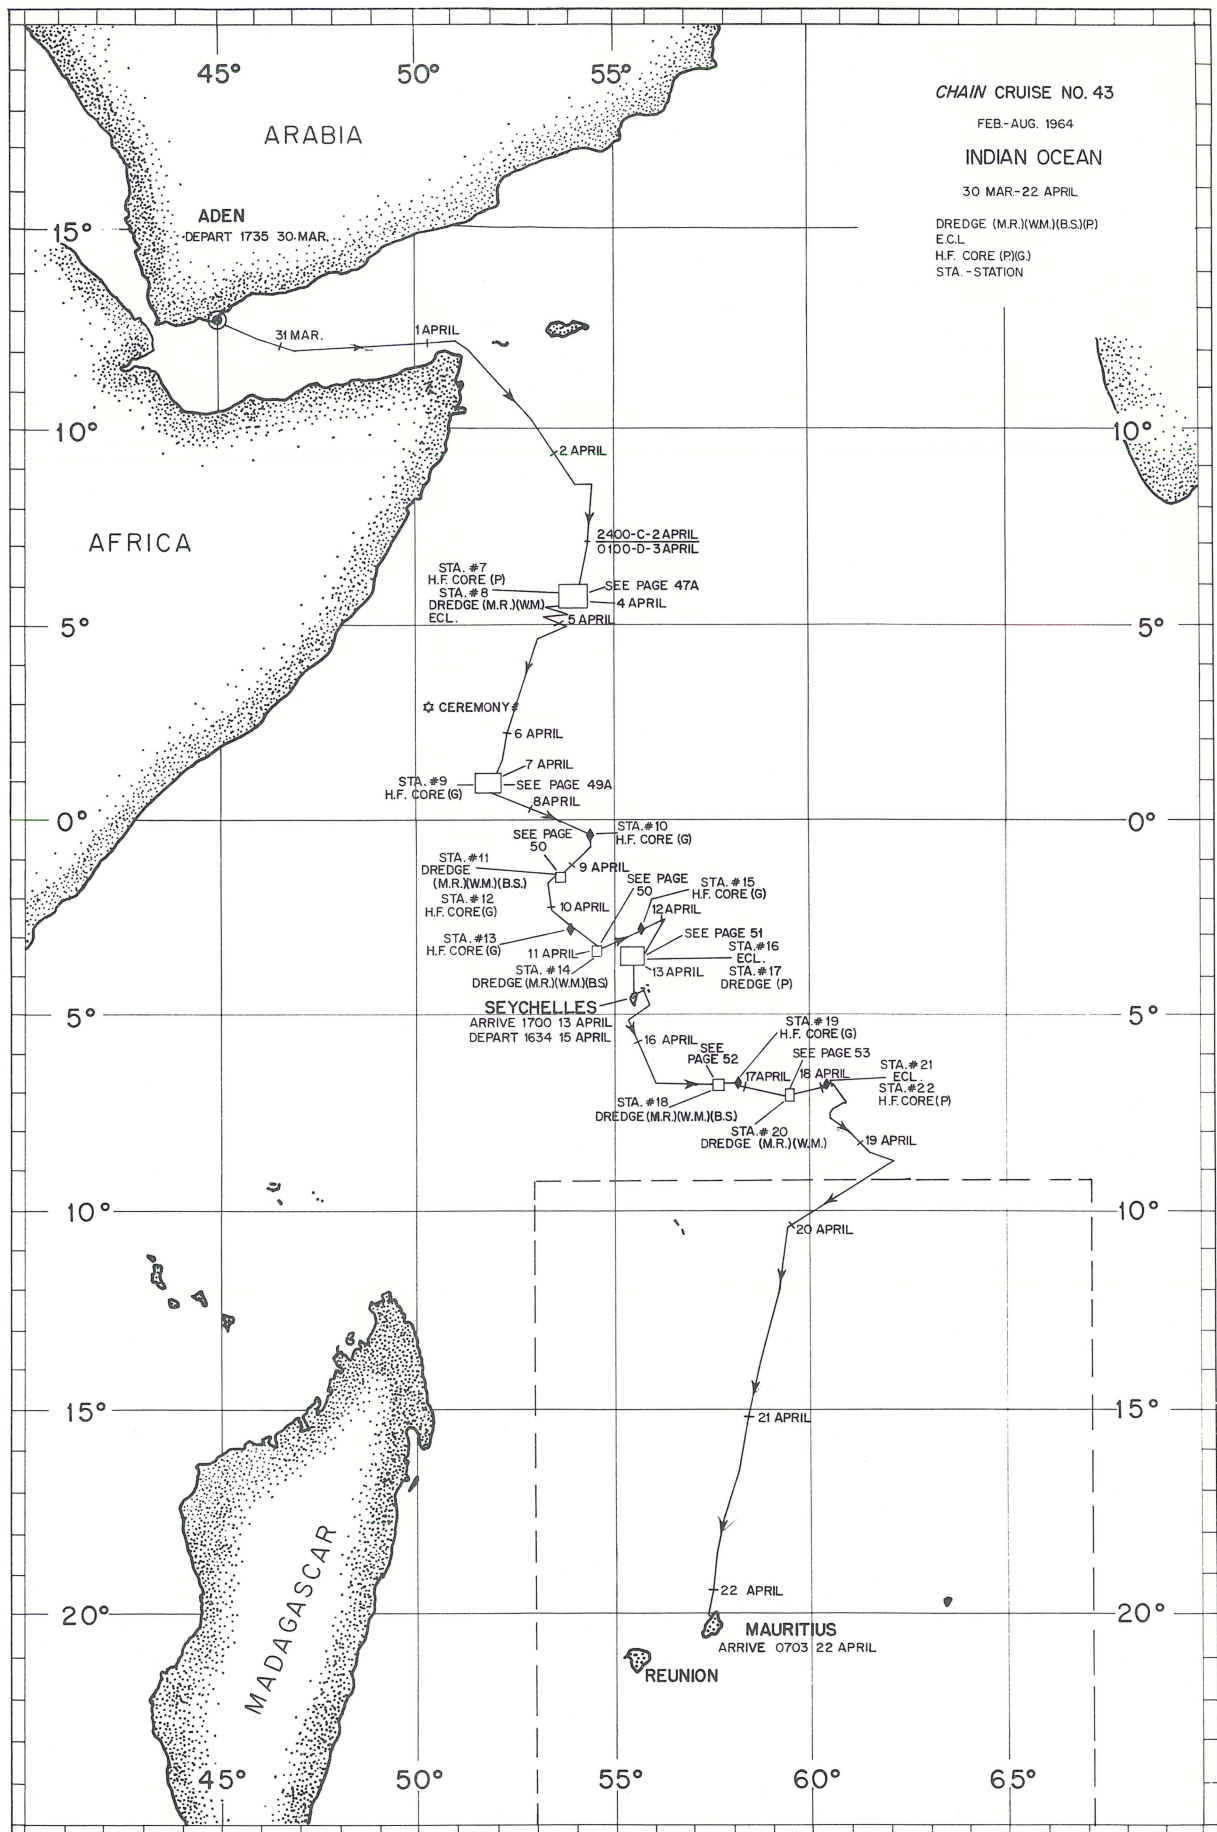 45°
50°
55°
CHAIN CRUISE NO. 43
FEB.-AUG. 1964
INDIAN OCEAN
30 MAR.-22 APRIL
DREDGE (M.R.)(W.M.)(B.S.)(P.)
E.C.L
H.F. CORE (P.)(G.)
STA. - STATION
ARABIA
ADEN
DEPART 1735 30 MAR.
15°
31 MAR.
1 APRIL
10°
10°
2 APRIL
AFRICA
2400-C-2 APRIL
0100-D-3 APRIL
STA. #7
H.F. CORE (P)
STA. #8
DREDGE (M.R.)(W.M.)
ECL.
SEE PAGE 47A
4 APRIL
5 APRIL
5°
5°
✡ CEREMONY
6 APRIL
7 APRIL
STA. #9
H.F. CORE (G)
SEE PAGE 49A
8 APRIL
0°
0°
STA. #10
H.F. CORE (G)
SEE PAGE
50
9 APRIL
STA. #11
DREDGE
(M.R.)(W.M.)(B.S.)
STA. #12
H.F. CORE (G)
10 APRIL
SEE PAGE
50
STA. #15
H.F. CORE (G)
12 APRIL
STA. #13
H.F. CORE (G)
11 APRIL
STA. #14
DREDGE (M.R.)(W.M.)(B.S)
SEE PAGE 51
STA. #16
ECL.
STA. #17
DREDGE (P)
13 APRIL
SEYCHELLES
ARRIVE 1700 13 APRIL
DEPART 1634 15 APRIL
5°
5°
16 APRIL
SEE
PAGE 52
STA. #19
H.F. CORE (G)
SEE PAGE 53
17 APRIL
18 APRIL
STA. #21
ECL.
STA. #22
H.F. CORE (P)
STA. #18
DREDGE (M.R.)(W.M.)(B.S.)
STA. #20
DREDGE (M.R.)(W.M.)
19 APRIL
10°
10°
20 APRIL
15°
15°
21 APRIL
MADAGASCAR
22 APRIL
20°
20°
MAURITIUS
ARRIVE 0703 22 APRIL
REUNION
45°
50°
55°
60°
65°